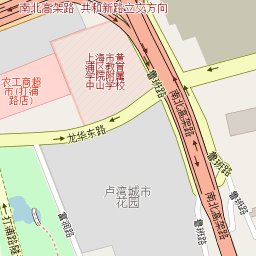 南北高架路 共和新路立交方向
上海市黄
浦区教育
学院附属
中山学校
农工商超
市(打浦
路店)
鲁班路
南北高架路
龙华东路
卢湾城市
花园
鲁班路
南北高架路
鲁班路
打浦路隧
富润路